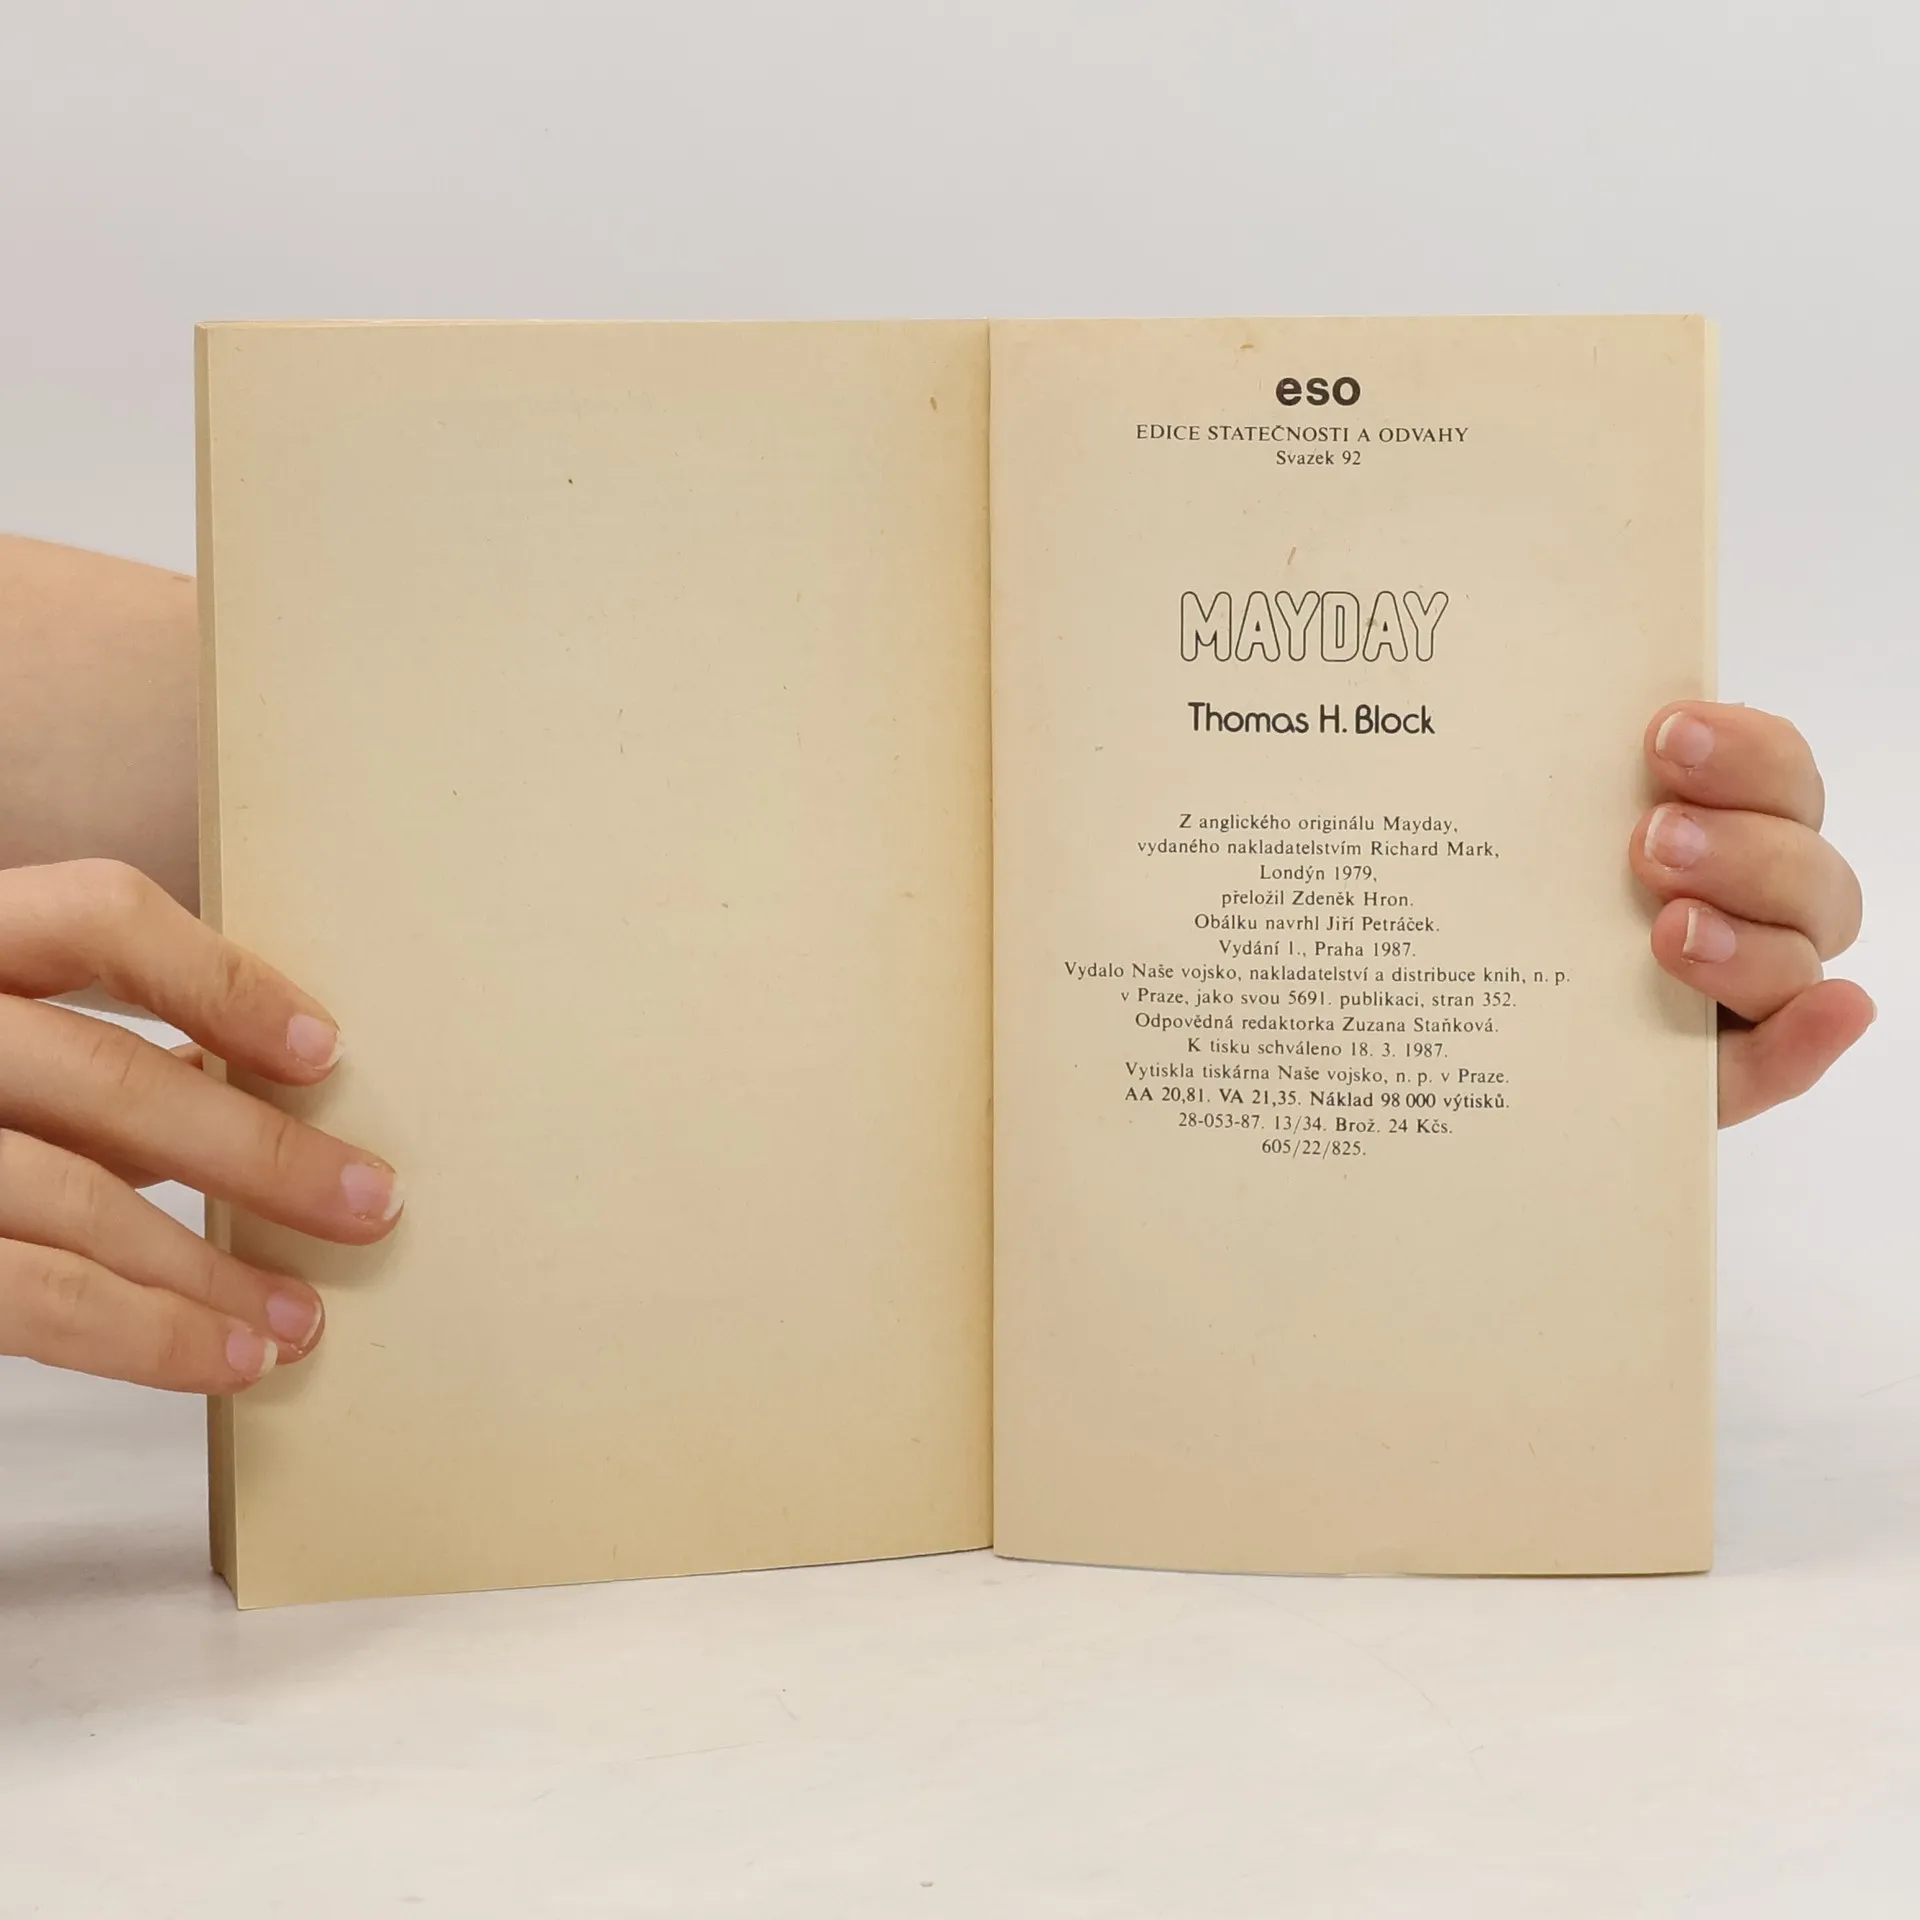 eso
EDICE STATEČNOSTI A ODVAHY
Svazek 92
MAYDAY
Thomas H. Block
Z anglického originálu Mayday,
vydaného nakladatelstvím Richard Mark,
Londýn 1979,
přeložil Zdeněk Hron.
Obálku navrhl Jiří Petráček.
Vydání 1., Praha 1987.
Vydalo Naše vojsko, nakladatelství a distribuce knih, n. p.
v Praze, jako svou 5691. publikaci, stran 352.
Odpovědná redaktorka Zuzana Staňková.
K tisku schváleno 18. 3. 1987.
Vytiskla tiskárna Naše vojsko, n. p. v Praze.
AA 20,81. VA 21,35. Náklad 98 000 výtisků.
28-053-87. 13/34. Brož. 24 Kčs.
605/22/825.